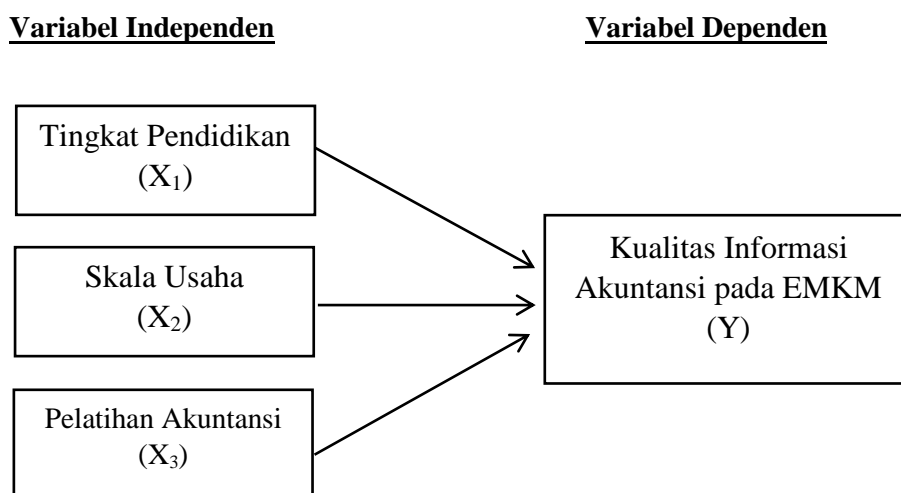 Variabel Independen
Variabel Dependen
Tingkat Pendidikan
(X₁)
Skala Usaha
(X₂)
Pelatihan Akuntansi
(X₃)
Kualitas Informasi
Akuntansi pada EMKM
(Y)